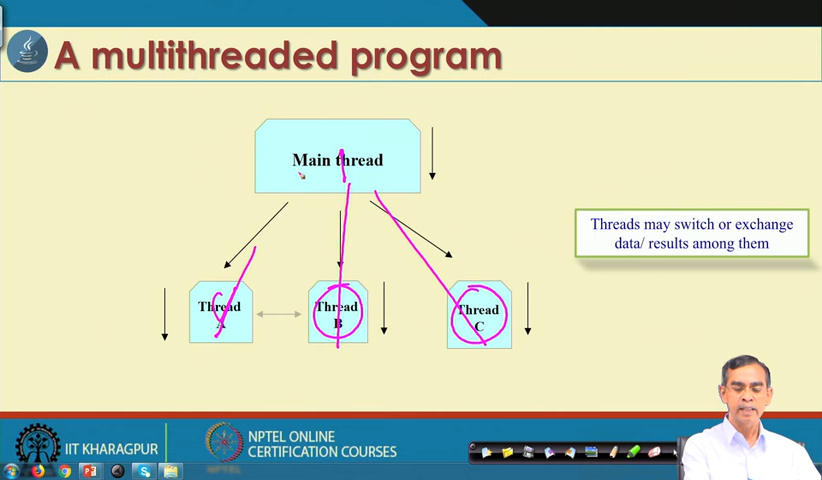 A multithreaded program
Main thread
Threads may switch or exchange
data/ results among them
Thread
A
Thread
B
Thread
C
IIT KHARAGPUR
NPTEL ONLINE
CERTIFICATION COURSES
NPTEL